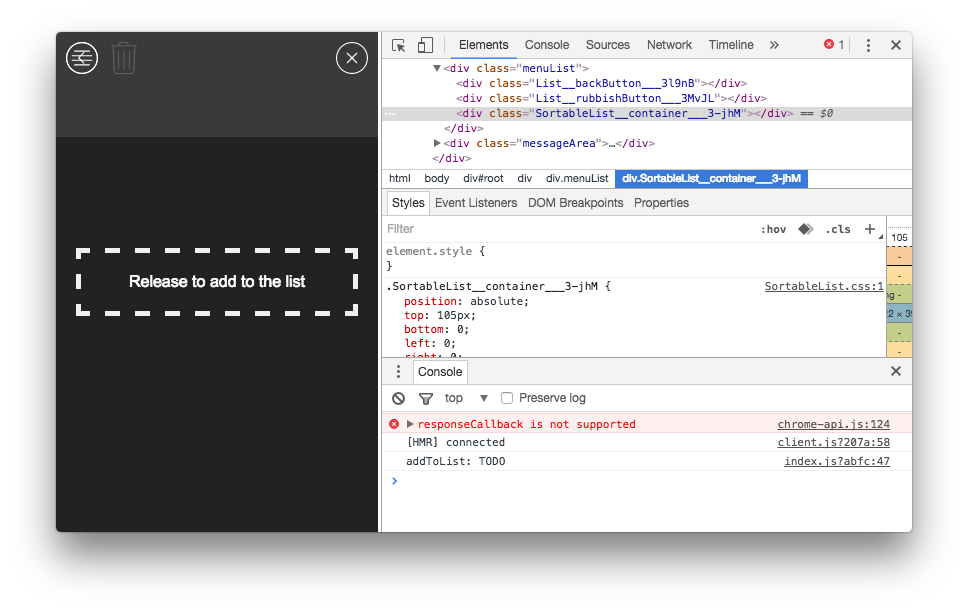 Release to add to the list
Elements Console Sources Network Timeline » 1
▼<div class="menuList">
<div class="List__backButton___3l9nB"></div>
<div class="List__rubbishButton___3MvJL"></div>
… <div class="SortableList__container___3-jhM"></div> == $0
</div>
▶<div class="messageArea">…</div>
</div>
html body div#root div div.menuList div.SortableList__container___3-jhM
Styles Event Listeners DOM Breakpoints Properties
Filter :hov .cls +
105
element.style {
}
.SortableList__container___3-jhM { SortableList.css:1
position: absolute;
top: 105px;
bottom: 0;
left: 0;
right: 0;
-
-
ng -
2 × 39
-
-
Console
top ▼ Preserve log
▶ responseCallback is not supported chrome-api.js:124
[HMR] connected client.js?207a:58
addToList: TODO index.js?abfc:47
>